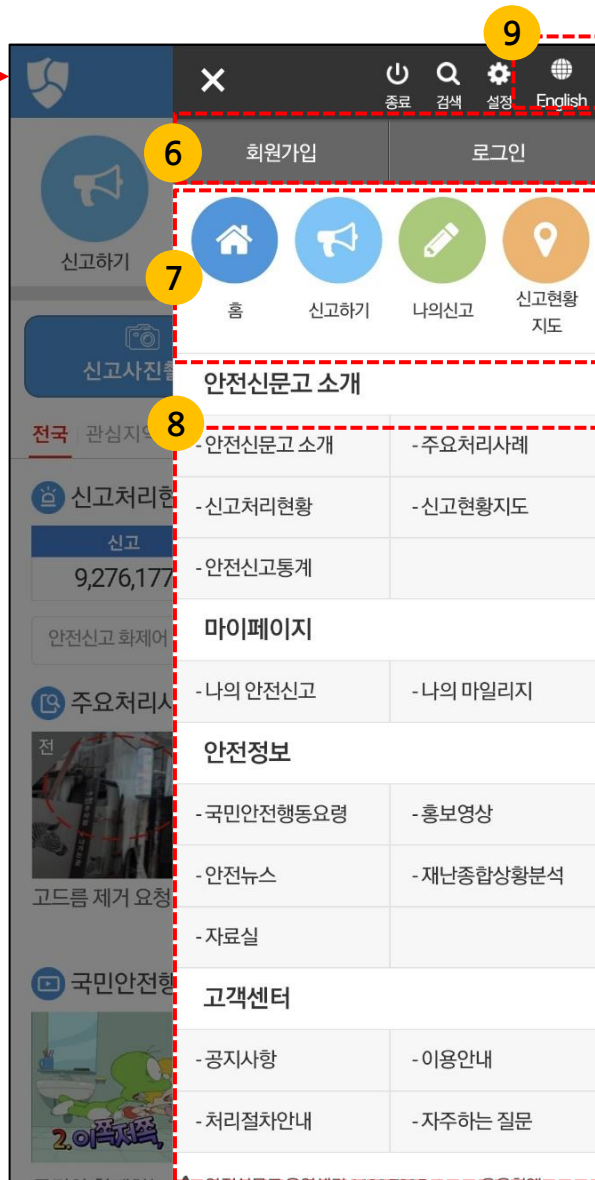 9
종료 검색 설정 English
6
회원가입 로그인
신고하기
7
홈 신고하기 나의신고 신고현황
지도
신고사진
안전신문고 소개
8
전국 관심지역
- 안전신문고 소개 - 주요처리사례
신고처리현
- 신고처리현황 - 신고현황지도
신고
9,276,177
- 안전신고통계
안전신고 화제어
마이페이지
주요처리사
- 나의 안전신고 - 나의 마일리지
전
안전정보
- 국민안전행동요령 - 홍보영상
고드름 제거 요청
- 안전뉴스 - 재난종합상황분석
- 자료실
국민안전행
고객센터
- 공지사항 - 이용안내
2.이쪽저쪽,
- 처리절차안내 - 자주하는 질문